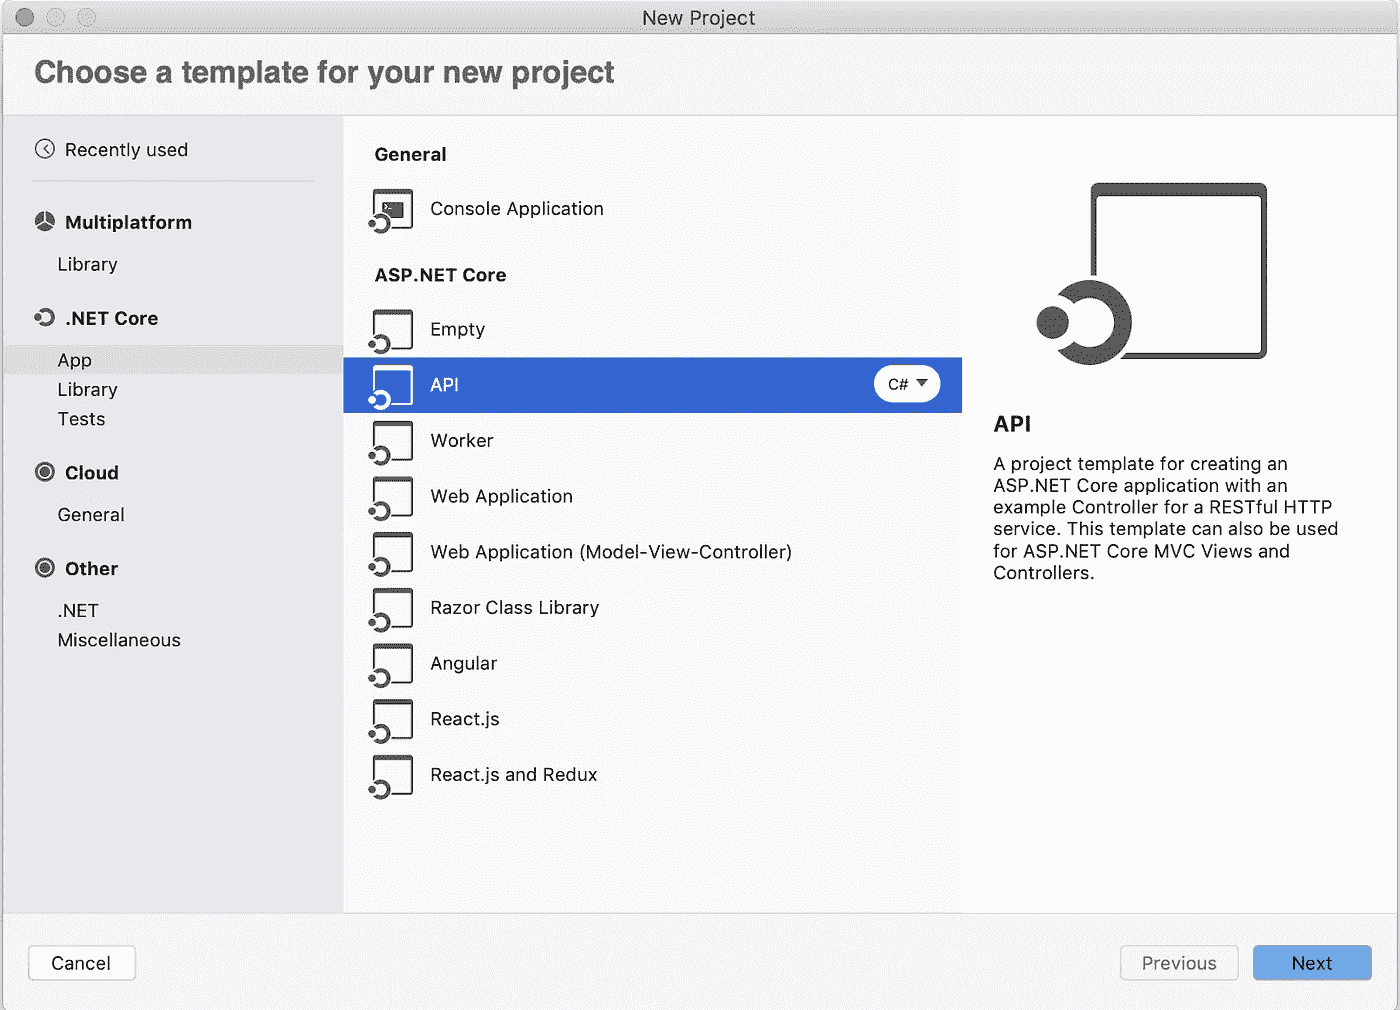 New Project
Choose a template for your new project
Recently used
Multiplatform
Library
.NET Core
App
Library
Tests
Cloud
General
Other
.NET
Miscellaneous
General
Console Application
ASP.NET Core
Empty
API
C#
Worker
Web Application
Web Application (Model-View-Controller)
Razor Class Library
Angular
React.js
React.js and Redux
API
A project template for creating an
ASP.NET Core application with an
example Controller for a RESTful HTTP
service. This template can also be used
for ASP.NET Core MVC Views and
Controllers.
Cancel
Previous
Next